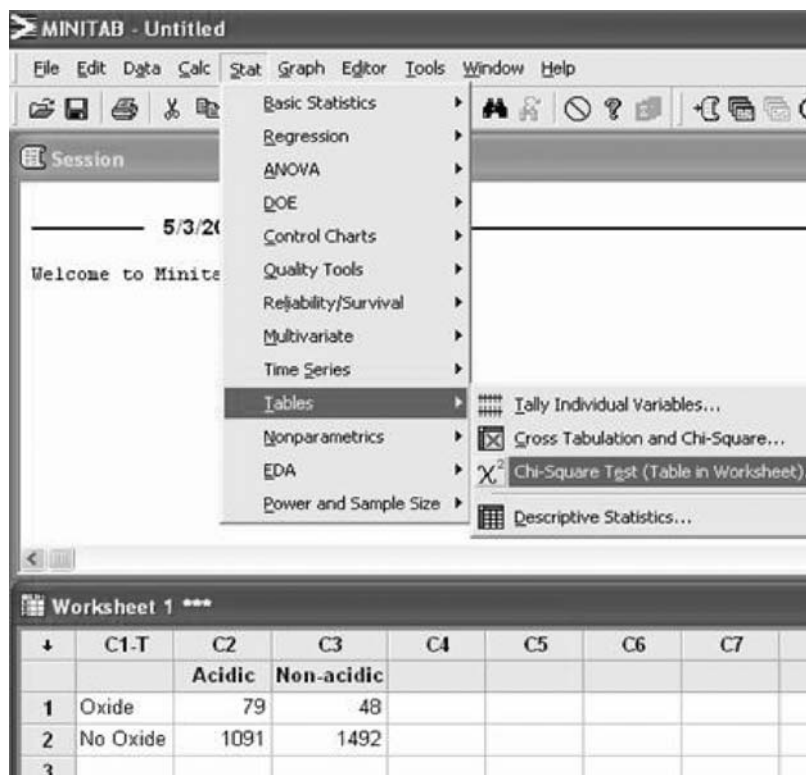 MINITAB - Untitled
File Edit Data Calc Stat Graph Editor Tools Window Help
Session
5/3/20
Welcome to Minita
Basic Statistics
Regression
ANOVA
DOE
Control Charts
Quality Tools
Reliability/Survival
Multivariate
Time Series
Tables
Nonparametrics
EDA
Power and Sample Size
Tally Individual Variables...
Cross Tabulation and Chi-Square...
χ² Chi-Square Test (Table in Worksheet)
Descriptive Statistics...
Worksheet 1 ***
C1-T C2 C3 C4 C5 C6 C7
Acidic Non-acidic
1 Oxide 79 48
2 No Oxide 1091 1492
3